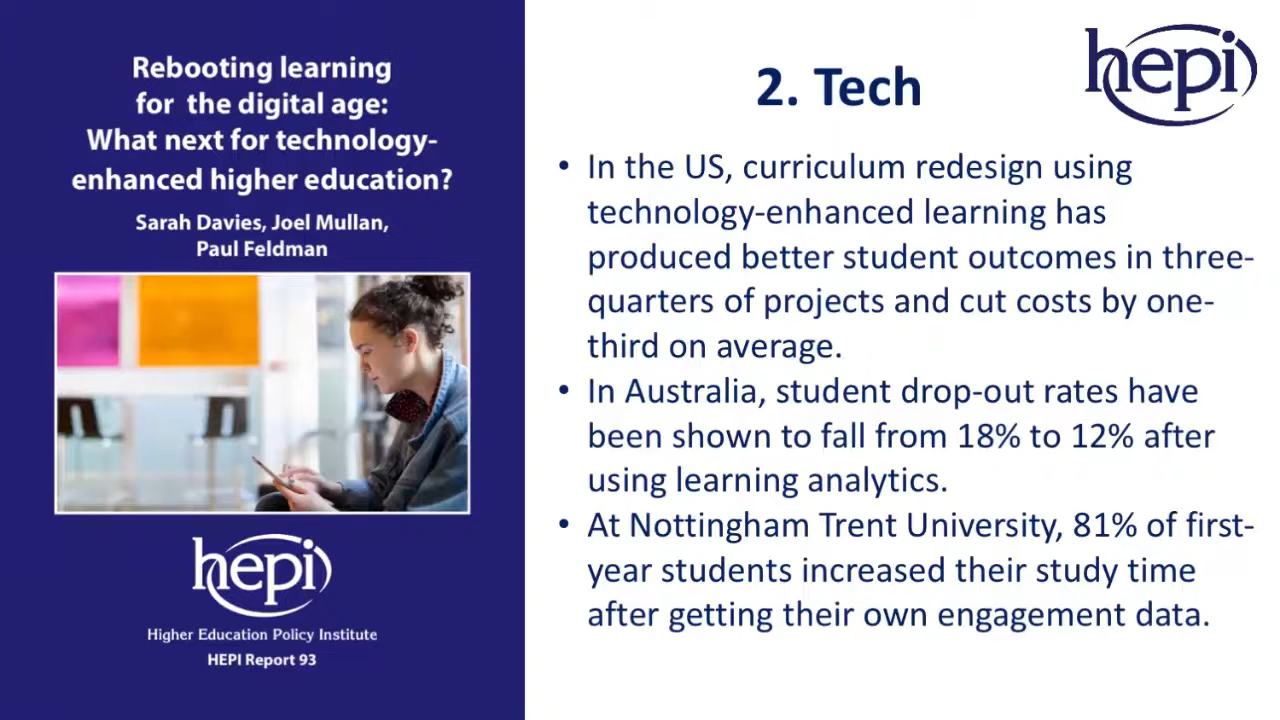 Rebooting learning
for the digital age:
What next for technology-
enhanced higher education?
Sarah Davies, Joel Mullan,
Paul Feldman
hepi
Higher Education Policy Institute
HEPI Report 93
2. Tech
hepi
• In the US, curriculum redesign using
technology-enhanced learning has
produced better student outcomes in three-
quarters of projects and cut costs by one-
third on average.
• In Australia, student drop-out rates have
been shown to fall from 18% to 12% after
using learning analytics.
• At Nottingham Trent University, 81% of first-
year students increased their study time
after getting their own engagement data.